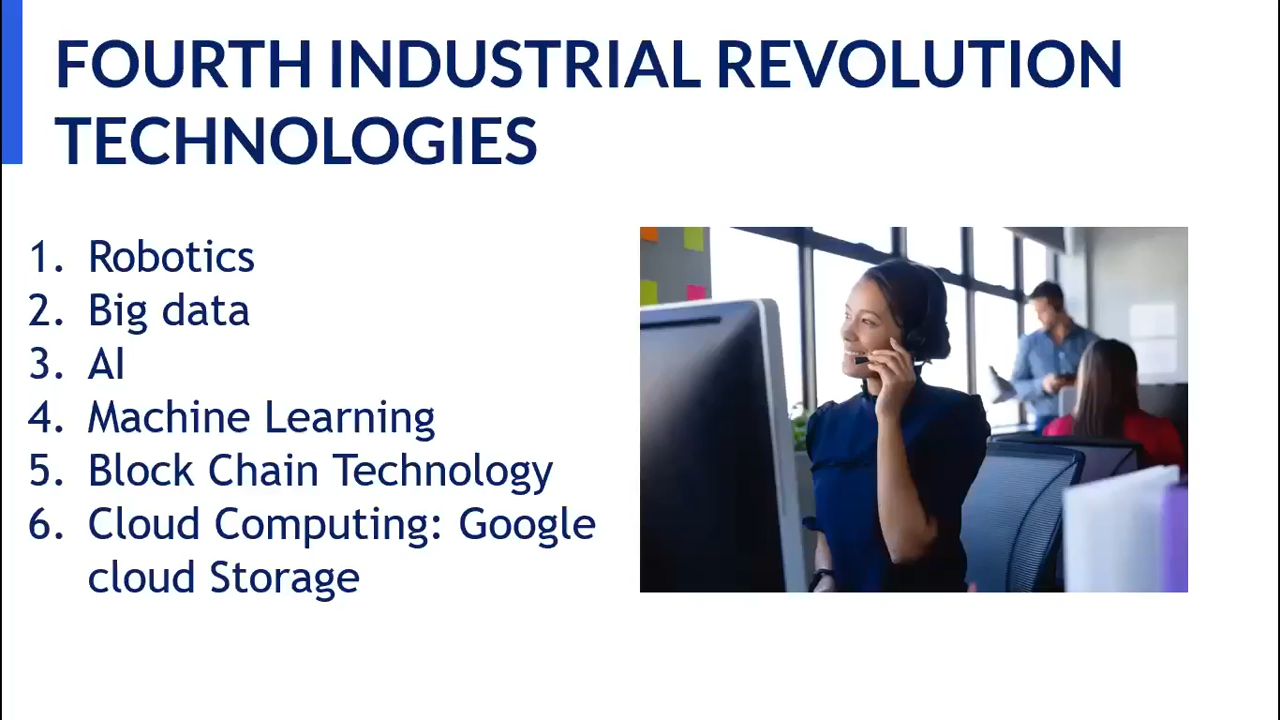 FOURTH INDUSTRIAL REVOLUTION
TECHNOLOGIES
1. Robotics
2. Big data
3. AI
4. Machine Learning
5. Block Chain Technology
6. Cloud Computing: Google
cloud Storage